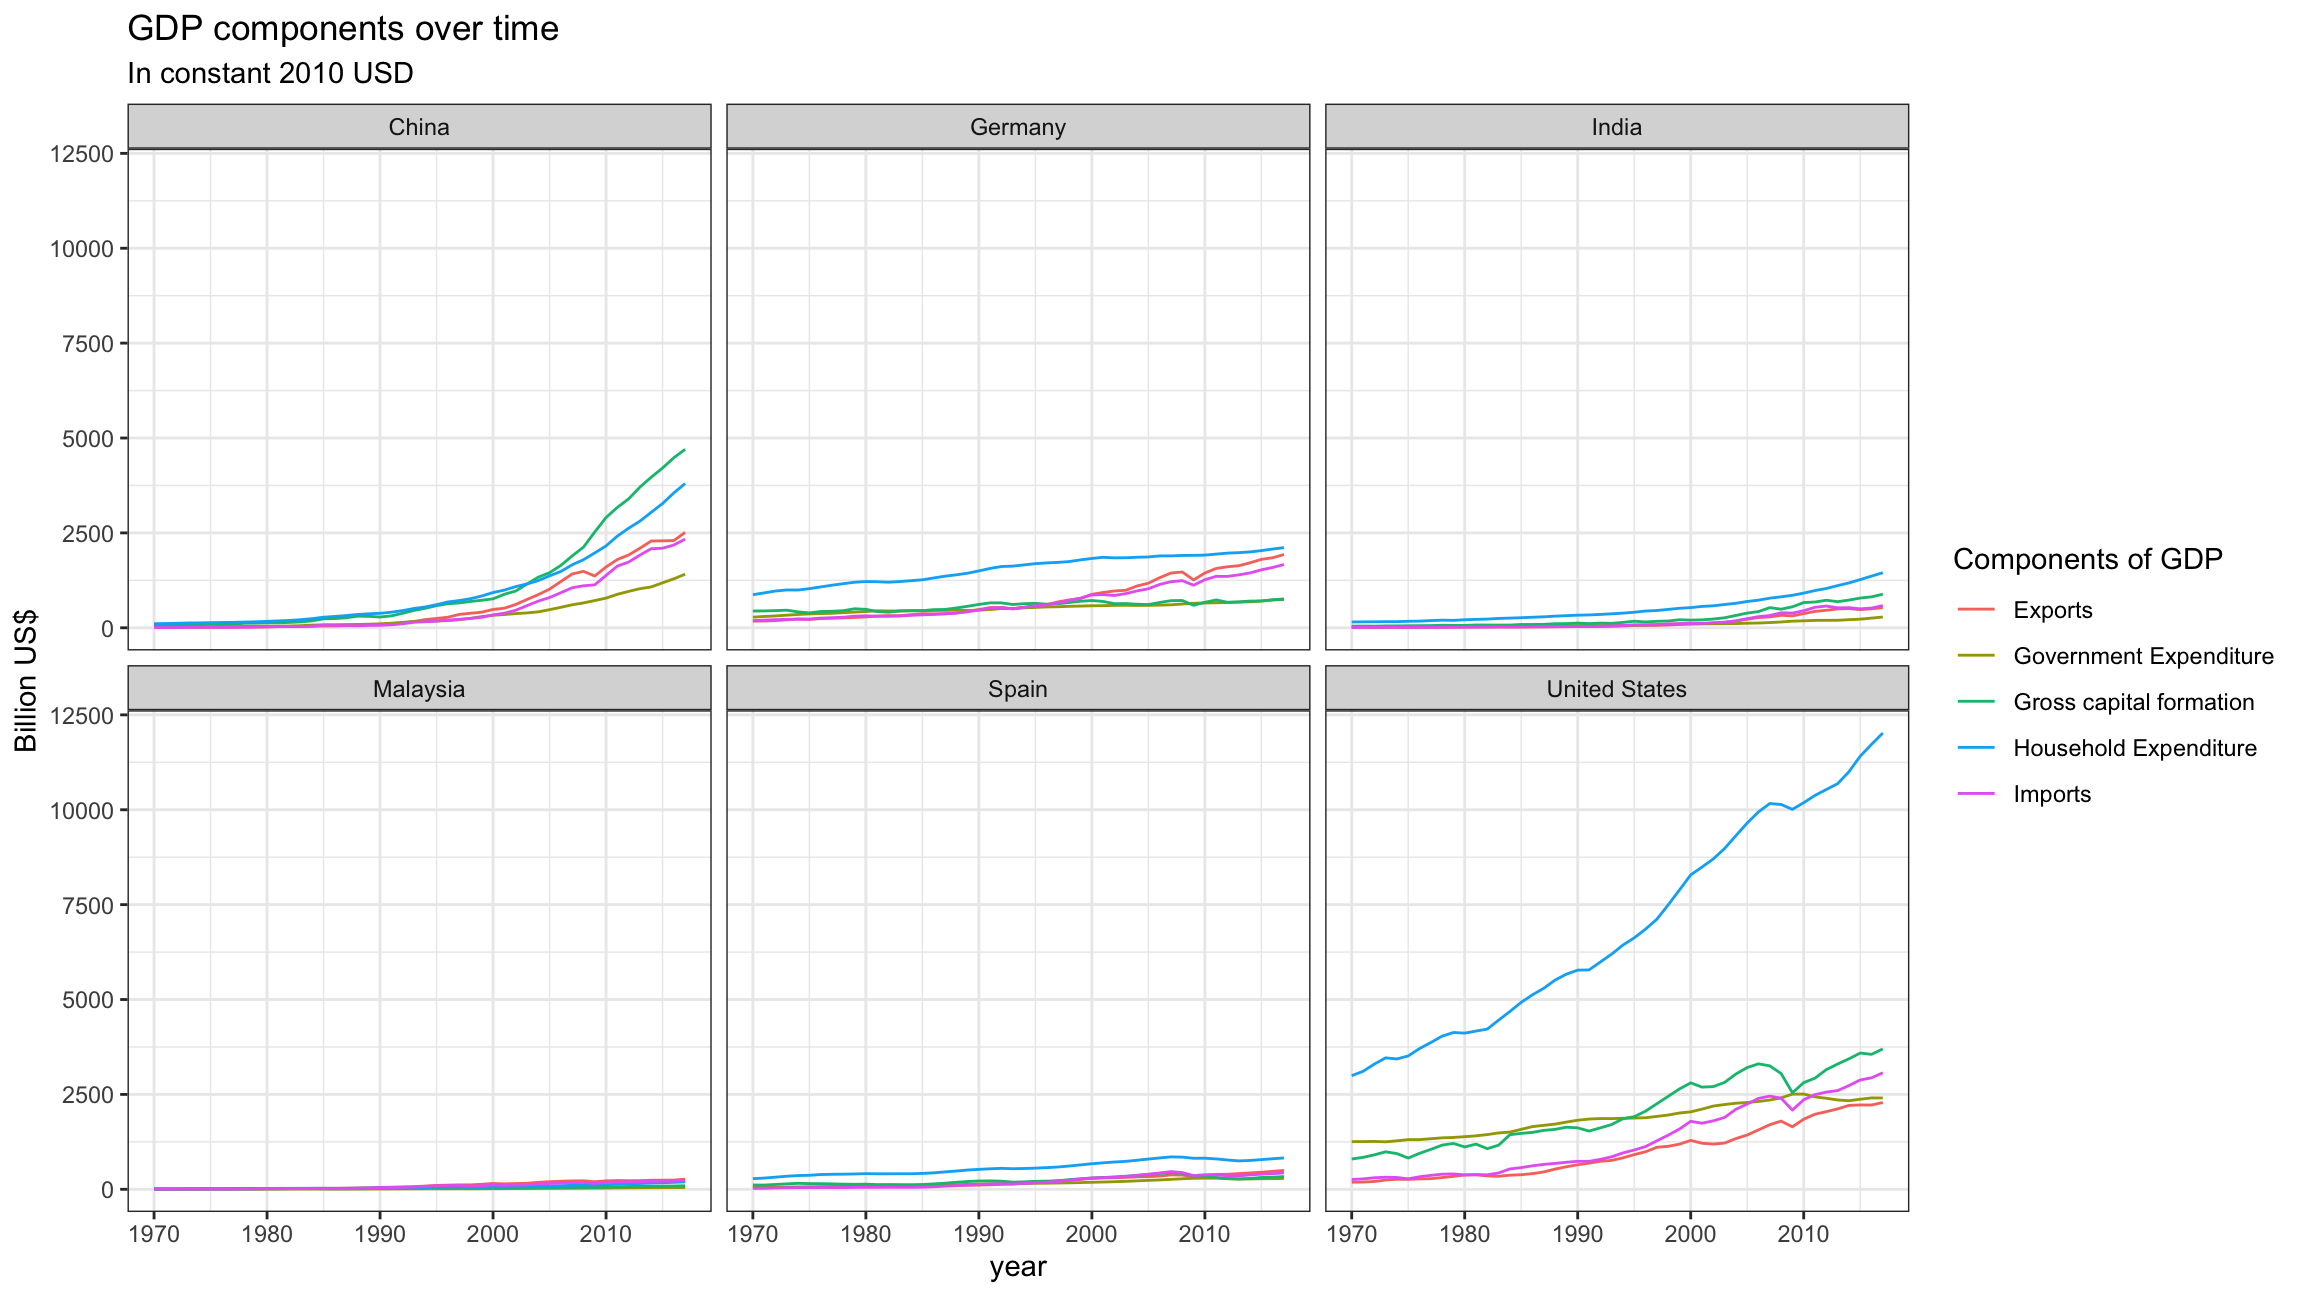 GDP components over time
In constant 2010 USD
China
Germany
India
12500
10000
7500
5000
2500
0
Malaysia
Spain
United States
12500
10000
7500
5000
2500
0
1970 1980 1990 2000 2010
1970 1980 1990 2000 2010
1970 1980 1990 2000 2010
year
Billion US$
Components of GDP
Exports
Government Expenditure
Gross capital formation
Household Expenditure
Imports